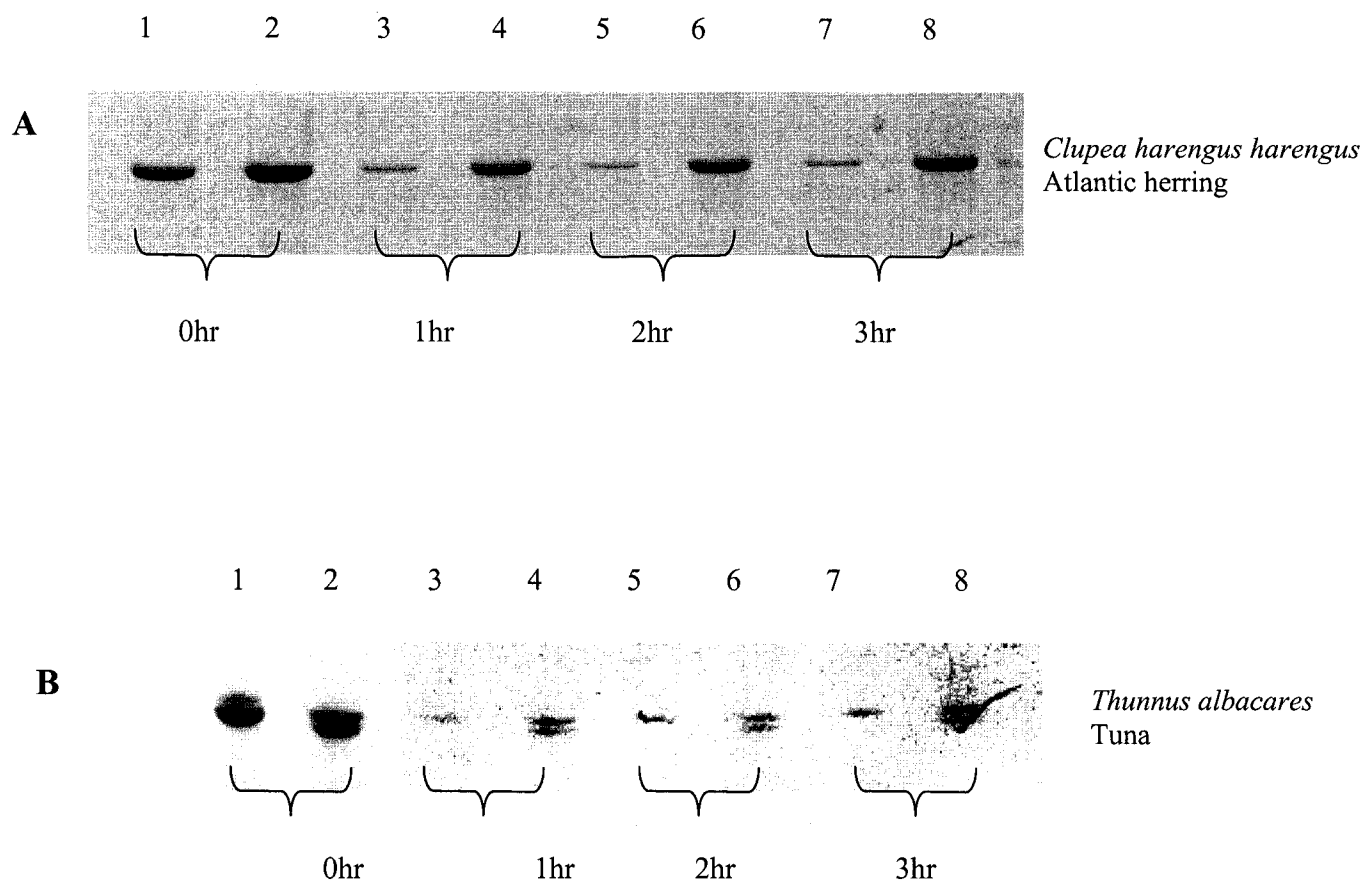 1 2 3 4 5 6 7 8
A
Clupea harengus harengus
Atlantic herring
0hr 1hr 2hr 3hr
1 2 3 4 5 6 7 8
B
Thunnus albacares
Tuna
0hr 1hr 2hr 3hr